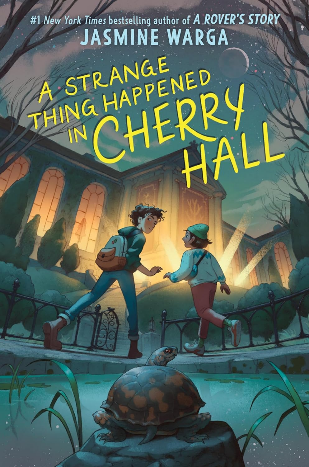 #1 New York Times bestselling author of A ROVER'S STORY
JASMINE WARGA
A STRANGE
THING HAPPENED
IN CHERRY
HALL